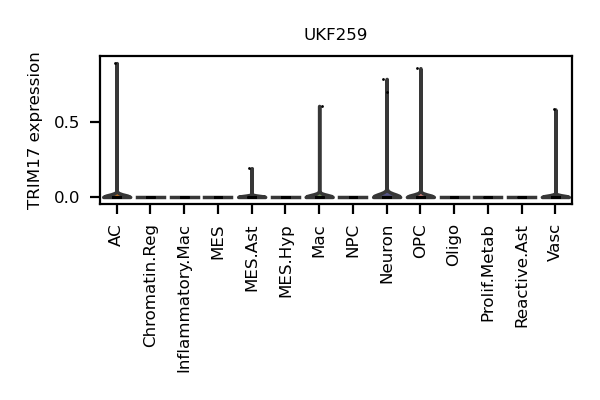 UKF259
TRIM17 expression
0.5
0.0
AC
Chromatin.Reg
Inflammatory.Mac
MES
MES.Ast
MES.Hyp
Mac
NPC
Neuron
OPC
Oligo
Prolif.Metab
Reactive.Ast
Vasc